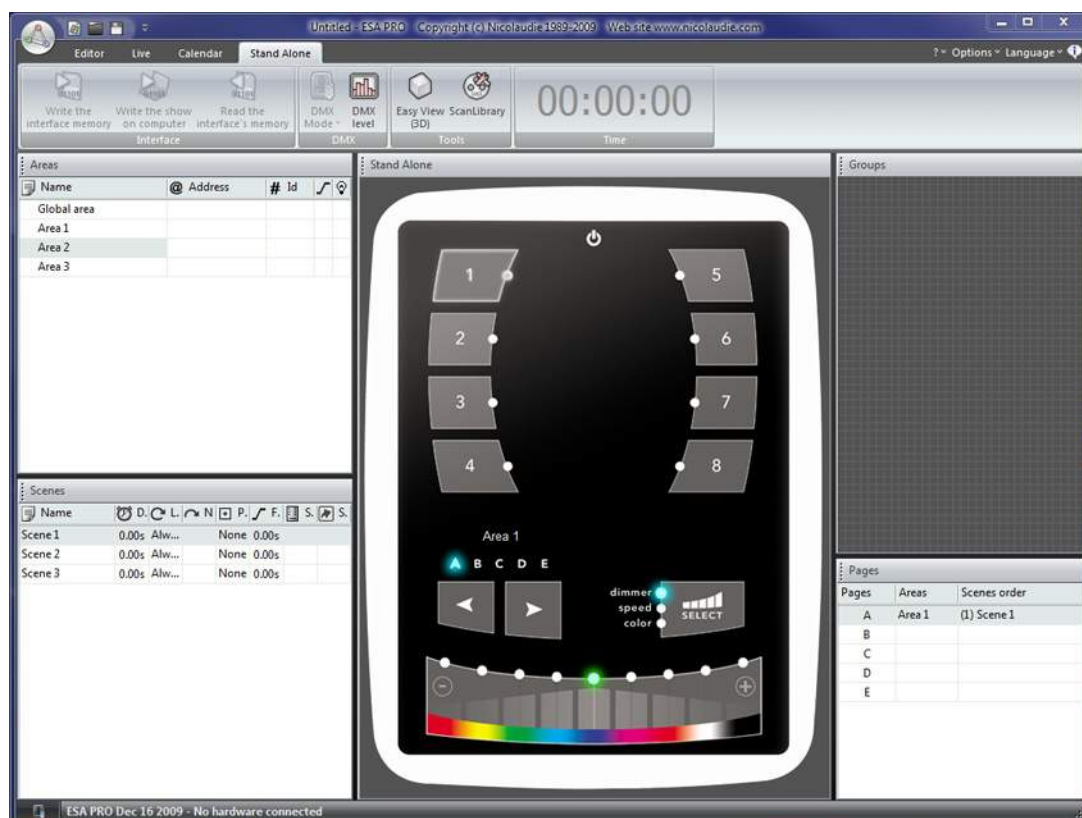 Untitled - ESA PRO Copyright (c) Nicolaudie 1989-2009 Web site www.nicolaudie.com
Editor Live Calendar Stand Alone ? Options Language
Write the interface memory
Write the show on computer
Read the interface's memory
DMX Mode
DMX level
Easy View (3D)
ScanLibrary
00:00:00
Interface DMX Tools Time
Areas
Name @ Address # Id
Global area
Area 1
Area 2
Area 3
Scenes
Name D. L. N P. F. S. S.
Scene 1 0.00s Alw... None 0.00s
Scene 2 0.00s Alw... None 0.00s
Scene 3 0.00s Alw... None 0.00s
Stand Alone
1 5
2 6
3 7
4 8
Area 1
A B C D E
dimmer
speed
color
SELECT
Groups
Pages
Pages Areas Scenes order
A Area 1 (1) Scene 1
B
C
D
E
ESA PRO Dec 16 2009 - No hardware connected